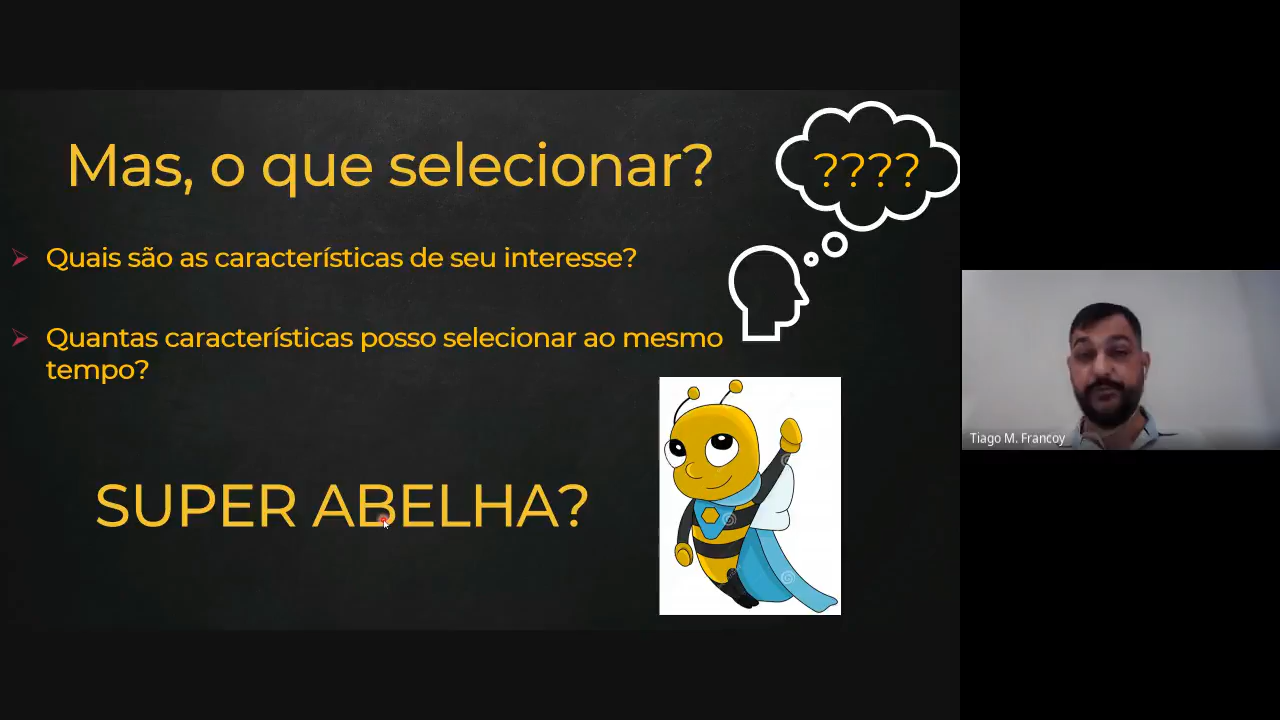 Mas, o que selecionar?
????
Quais são as características de seu interesse?
Quantas características posso selecionar ao mesmo
tempo?
SUPER ABELHA?
Tiago M. Francoy